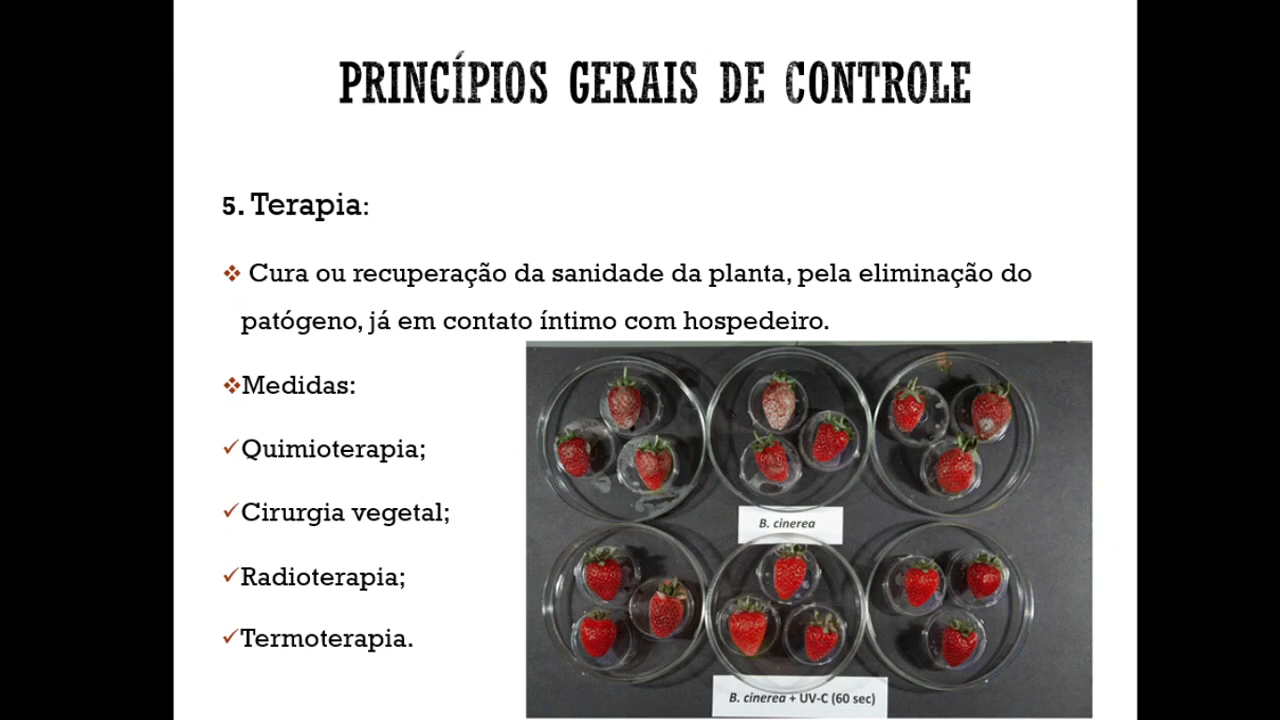 PRINCÍPIOS GERAIS DE CONTROLE
5. Terapia:
Cura ou recuperação da sanidade da planta, pela eliminação do
patógeno, já em contato íntimo com hospedeiro.
Medidas:
Quimioterapia;
Cirurgia vegetal;
Radioterapia;
Termoterapia.
B. cinerea
B. cinerea + UV-C (60 sec)